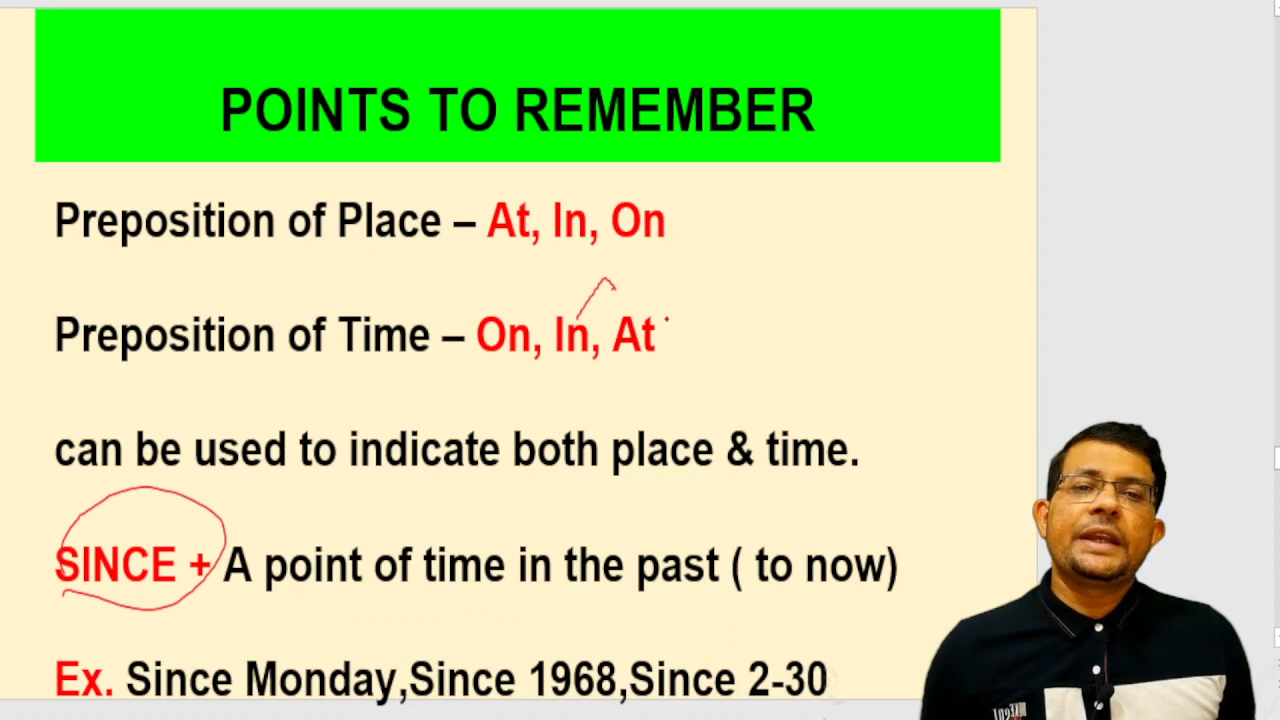 POINTS TO REMEMBER
Preposition of Place – At, In, On
Preposition of Time – On, In, At
can be used to indicate both place & time.
SINCE + A point of time in the past ( to now)
Ex. Since Monday,Since 1968,Since 2-30